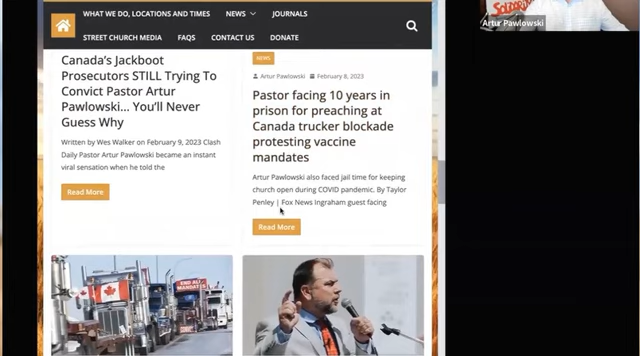 WHAT WE DO, LOCATIONS AND TIMES NEWS JOURNALS
STREET CHURCH MEDIA FAQS CONTACT US DONATE
Canada's Jackboot
Prosecutors STILL Trying To
Convict Pastor Artur
Pawlowski... You'll Never
Guess Why
Written by Wes Walker on February 9, 2023 Clash
Daily Pastor Artur Pawlowski became an instant
viral sensation when he told the
Read More
NEWS
Artur Pawlowski February 8, 2023
Pastor facing 10 years in
prison for preaching at
Canada trucker blockade
protesting vaccine
mandates
Artur Pawlowski also faced jail time for keeping
church open during COVID pandemic. By Taylor
Penley | Fox News Ingraham guest facing
Read More
END ALL
MANDATES
Artur Pawlowski